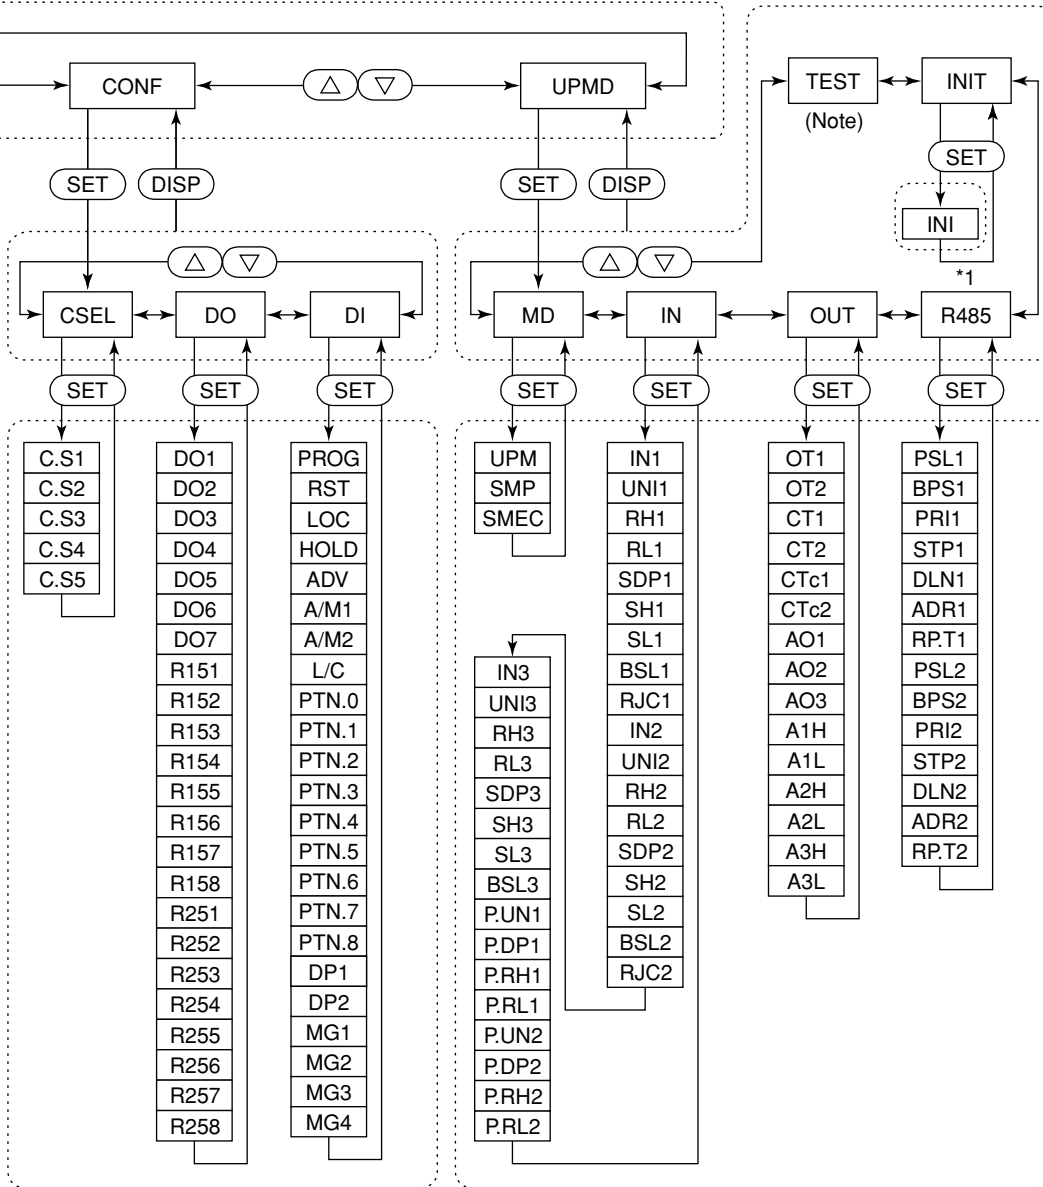 CONF
UPMD
TEST
(Note)
INIT
SET
INI
*1
SET
DISP
SET
DISP
CSEL
DO
DI
MD
IN
OUT
R485
SET
SET
SET
SET
SET
SET
SET
C.S1
C.S2
C.S3
C.S4
C.S5
DO1
DO2
DO3
DO4
DO5
DO6
DO7
R151
R152
R153
R154
R155
R156
R157
R158
R251
R252
R253
R254
R255
R256
R257
R258
PROG
RST
LOC
HOLD
ADV
A/M1
A/M2
L/C
PTN.0
PTN.1
PTN.2
PTN.3
PTN.4
PTN.5
PTN.6
PTN.7
PTN.8
DP1
DP2
MG1
MG2
MG3
MG4
UPM
SMP
SMEC
IN1
UNI1
RH1
RL1
SDP1
SH1
SL1
BSL1
RJC1
IN2
UNI2
RH2
RL2
SDP2
SH2
SL2
BSL2
RJC2
IN3
UNI3
RH3
RL3
SDP3
SH3
SL3
BSL3
P.UN1
P.DP1
P.RH1
P.RL1
P.UN2
P.DP2
P.RH2
P.RL2
OT1
OT2
CT1
CT2
CTc1
CTc2
AO1
AO2
AO3
A1H
A1L
A2H
A2L
A3H
A3L
PSL1
BPS1
PRI1
STP1
DLN1
ADR1
RP.T1
PSL2
BPS2
PRI2
STP2
DLN2
ADR2
RP.T2